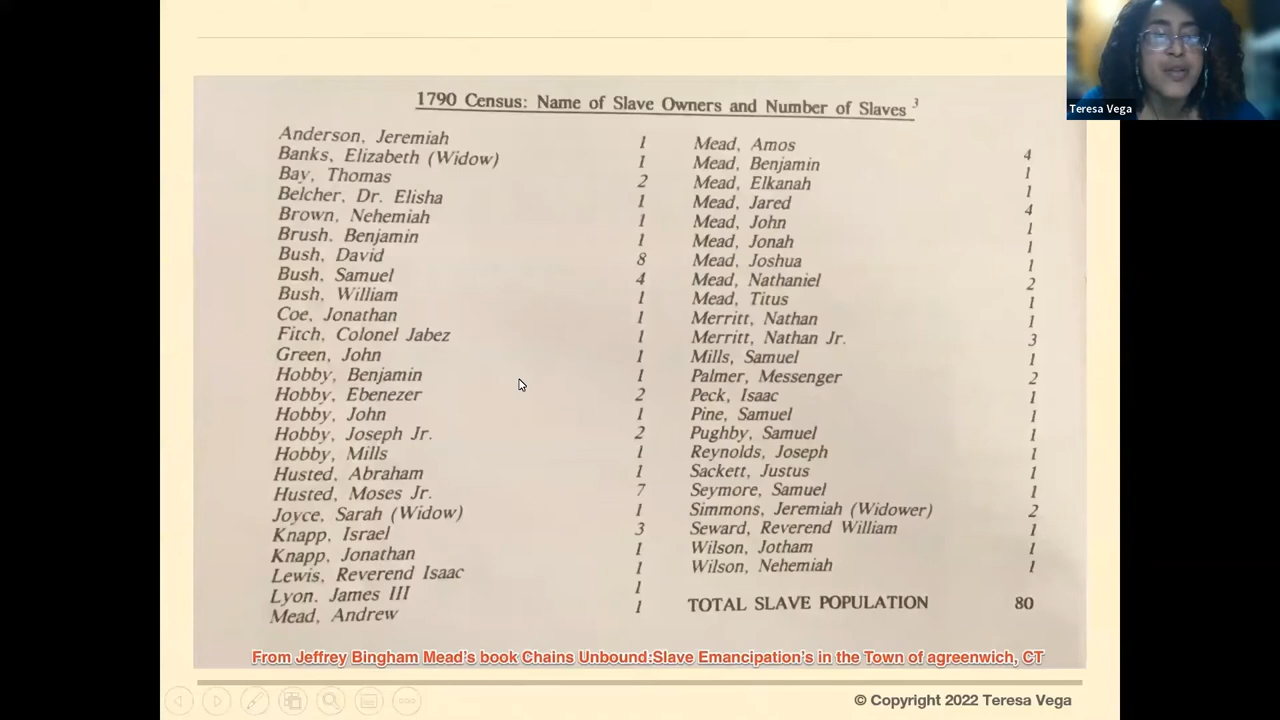 1790 Census: Name of Slave Owners and Number of Slaves 3
Anderson, Jeremiah 1
Banks, Elizabeth (Widow) 1
Bay, Thomas 2
Belcher, Dr. Elisha 1
Brown, Nehemiah 1
Brush. Benjamin 1
Bush, David 8
Bush, Samuel 4
Bush, William 1
Coe, Jonathan 1
Fitch, Colonel Jabez 1
Green, John 1
Hobby, Benjamin 1
Hobby, Ebenezer 2
Hobby, John 1
Hobby, Joseph Jr. 2
Hobby, Mills 1
Husted, Abraham 1
Husted, Moses Jr. 7
Joyce, Sarah (Widow) 1
Knapp, Israel 3
Knapp, Jonathan 1
Lewis, Reverend Isaac 1
Lyon. James III 1
Mead, Andrew 1
Mead, Amos 4
Mead, Benjamin 1
Mead, Elkanah 1
Mead, Jared 4
Mead, John 1
Mead, Jonah 1
Mead, Joshua 1
Mead, Nathaniel 2
Mead, Titus 1
Merritt, Nathan 1
Merritt, Nathan Jr. 3
Mills, Samuel 1
Palmer, Messenger 2
Peck, Isaac 1
Pine, Samuel 1
Pughby, Samuel 1
Reynolds, Joseph 1
Sackett, Justus 1
Seymore, Samuel 1
Simmons, Jeremiah (Widower) 2
Seward, Reverend William 1
Wilson, Jotham 1
Wilson, Nehemiah 1
TOTAL SLAVE POPULATION 80
From Jeffrey Bingham Mead's book Chains Unbound:Slave Emancipation's in the Town of agreenwich, CT
© Copyright 2022 Teresa Vega
Teresa Vega